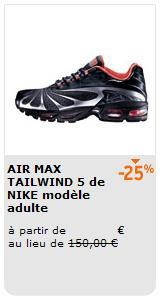 AIR MAX
TAILWIND 5 de
NIKE modèle
adulte
-25%
à partir de €
au lieu de 150,00 €